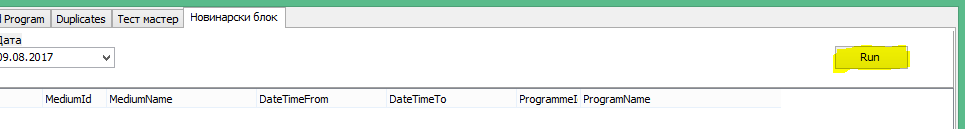 Program Duplicates Тест мастер Новинарски блок
Дата
09.08.2017 Run
MediumId MediumName DateTimeFrom DateTimeTo ProgrammeI ProgramName